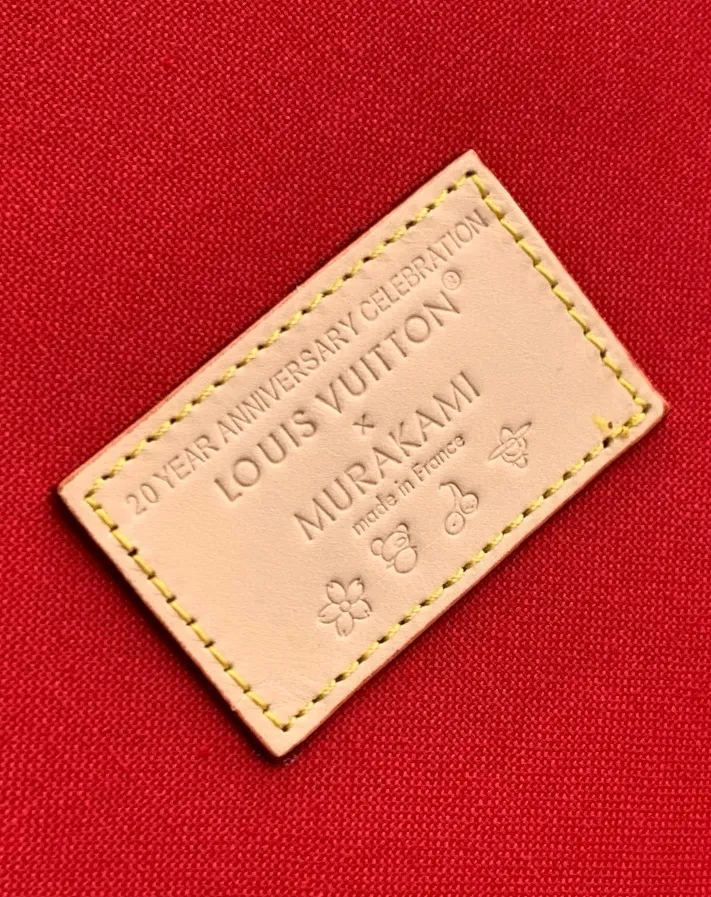 20 YEAR ANNIVERSARY CELEBRATION
LOUIS VUITTON®
×
MURAKAMI
made in France